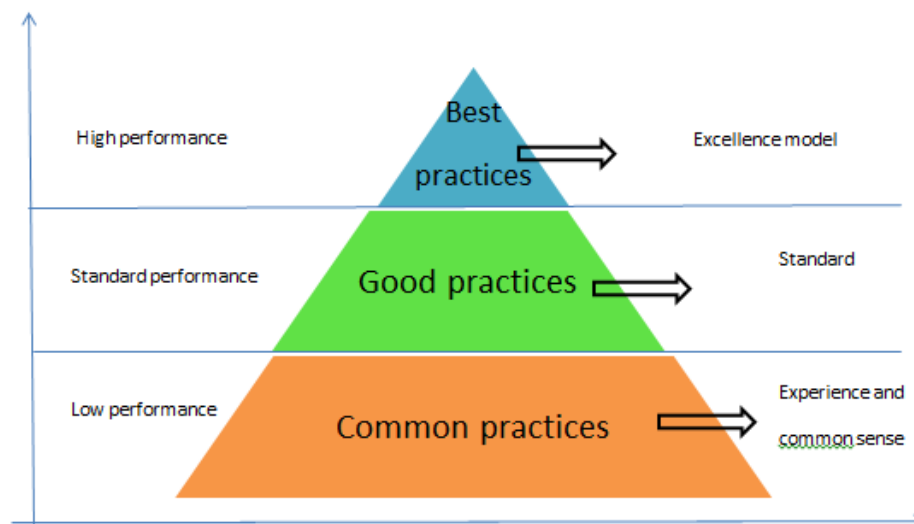 Best
practices
High performance
Excellence model
Good practices
Standard performance
Standard
Common practices
Low performance
Experience and
common sense